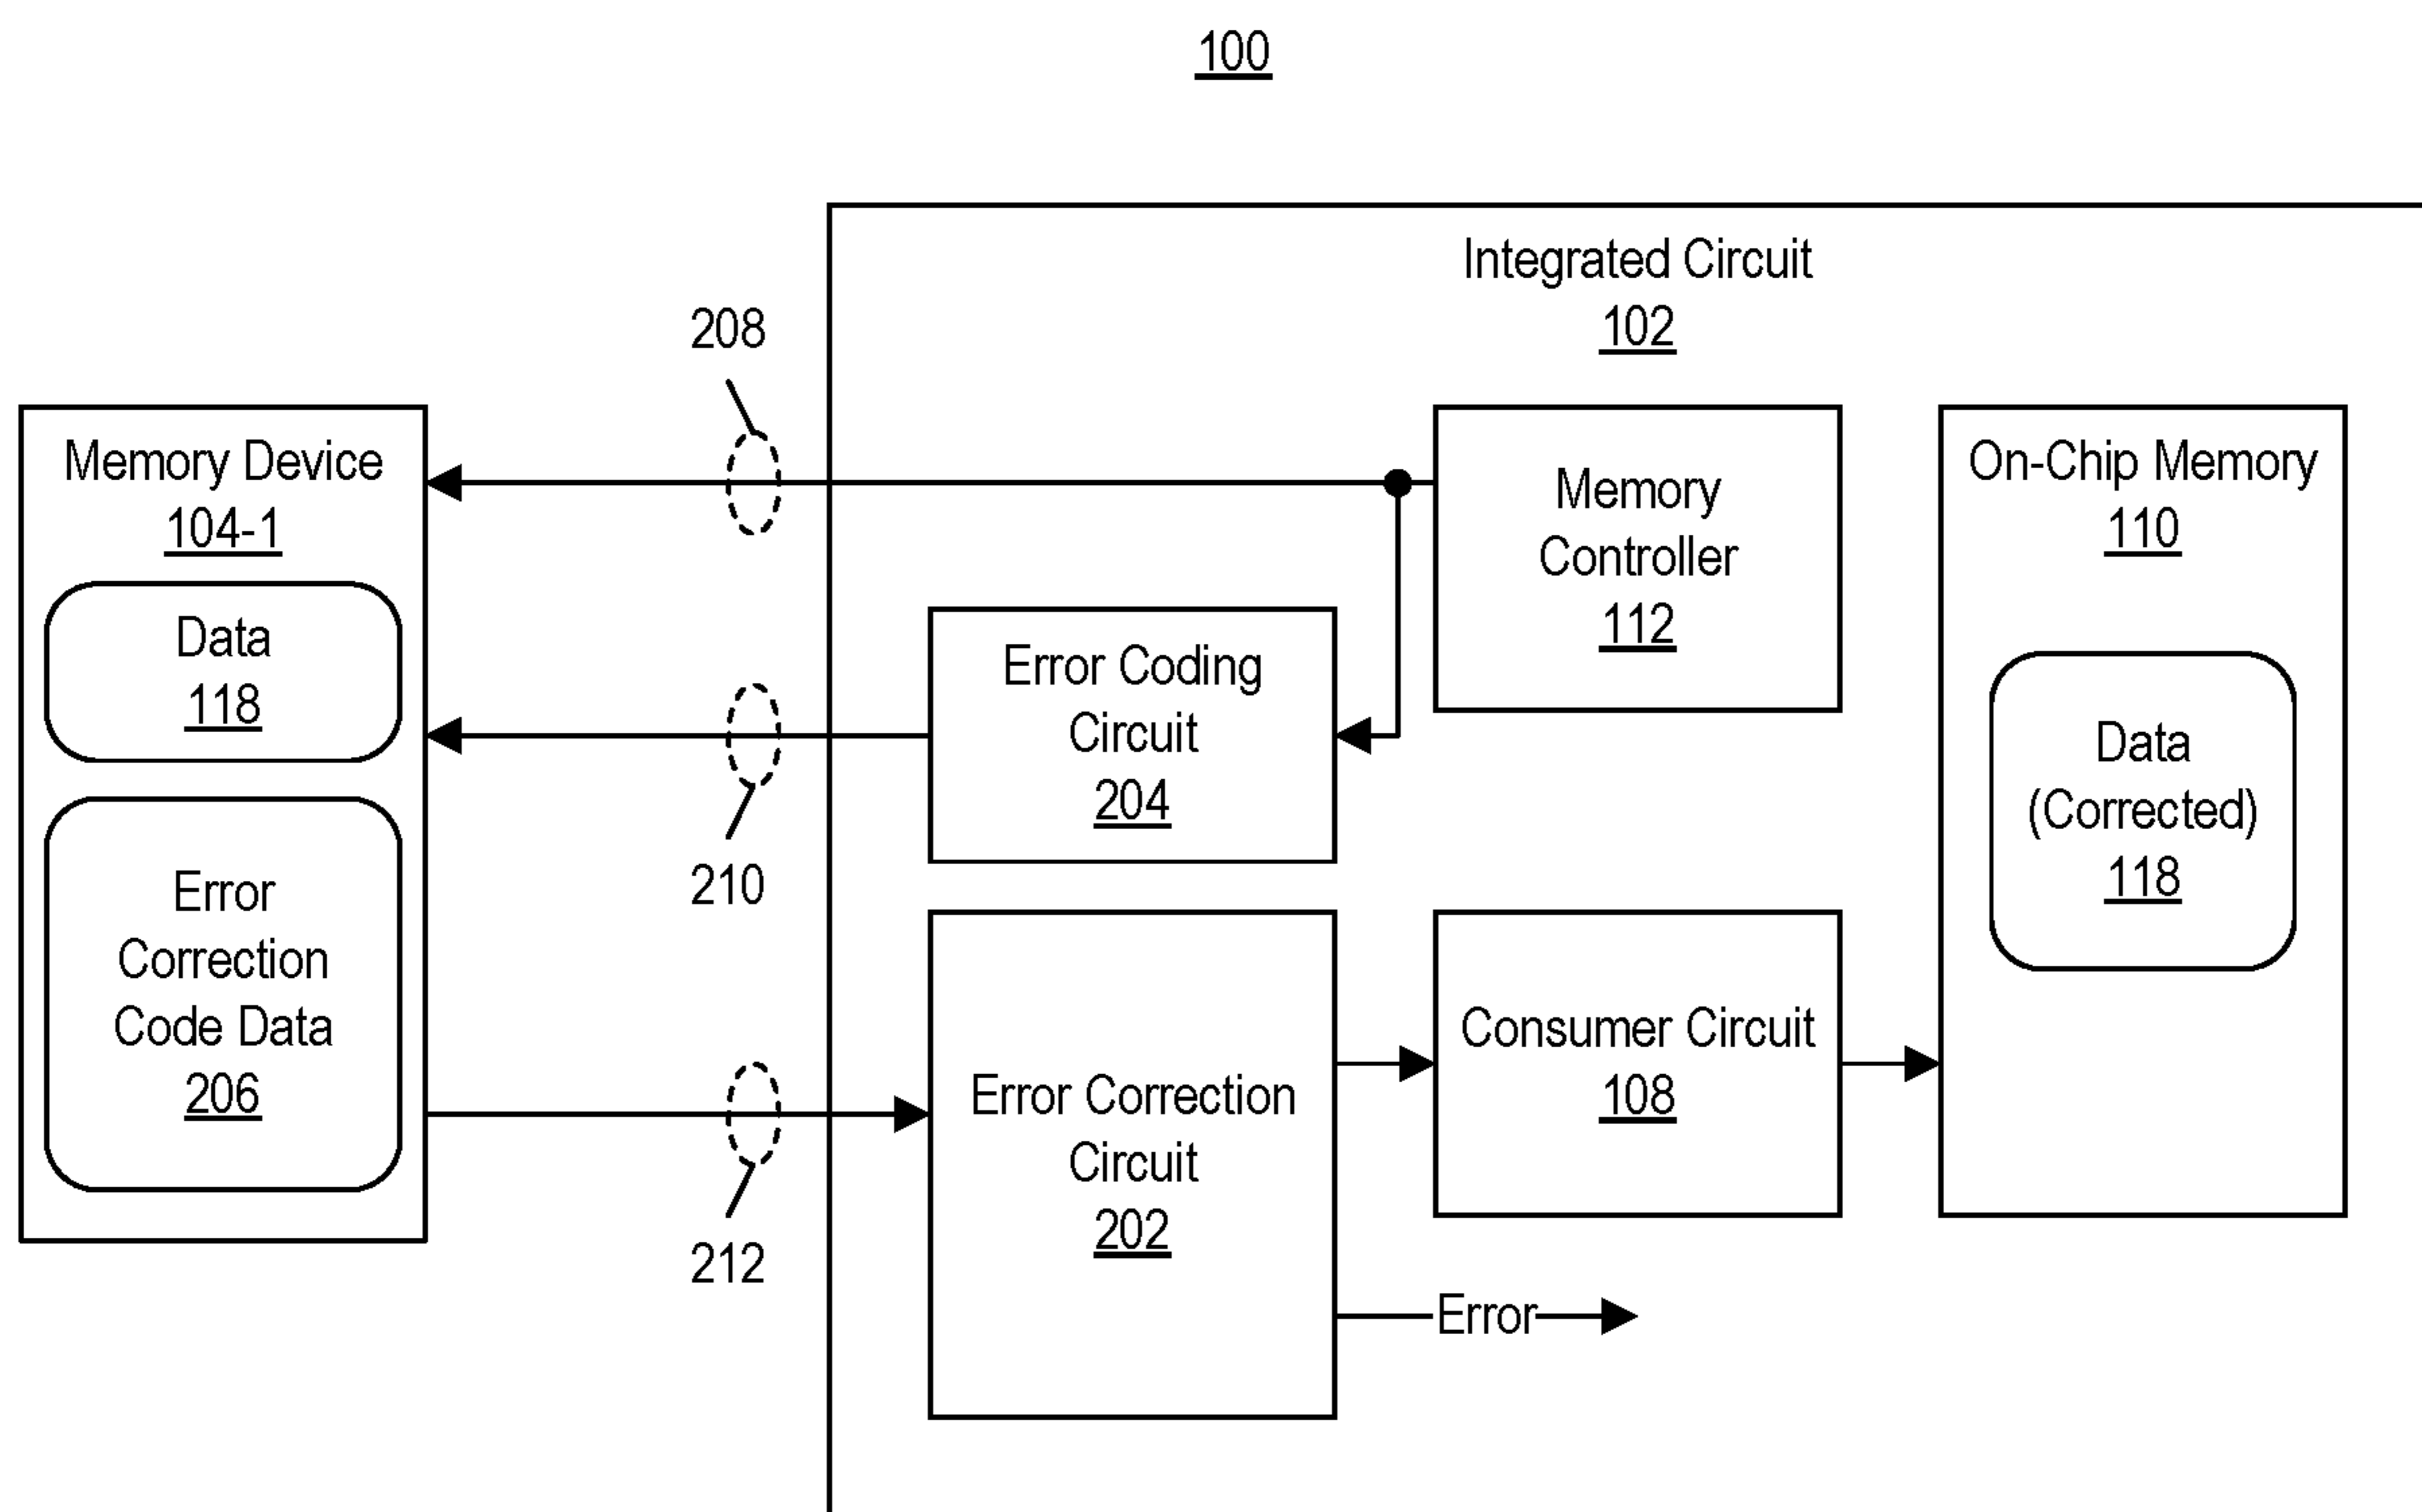 100
Integrated Circuit
102
208
Memory Device
104-1
Data
118
Error
Correction
Code Data
206
210
212
Error Coding
Circuit
204
Memory
Controller
112
Error Correction
Circuit
202
Consumer Circuit
108
Error
On-Chip Memory
110
Data
(Corrected)
118